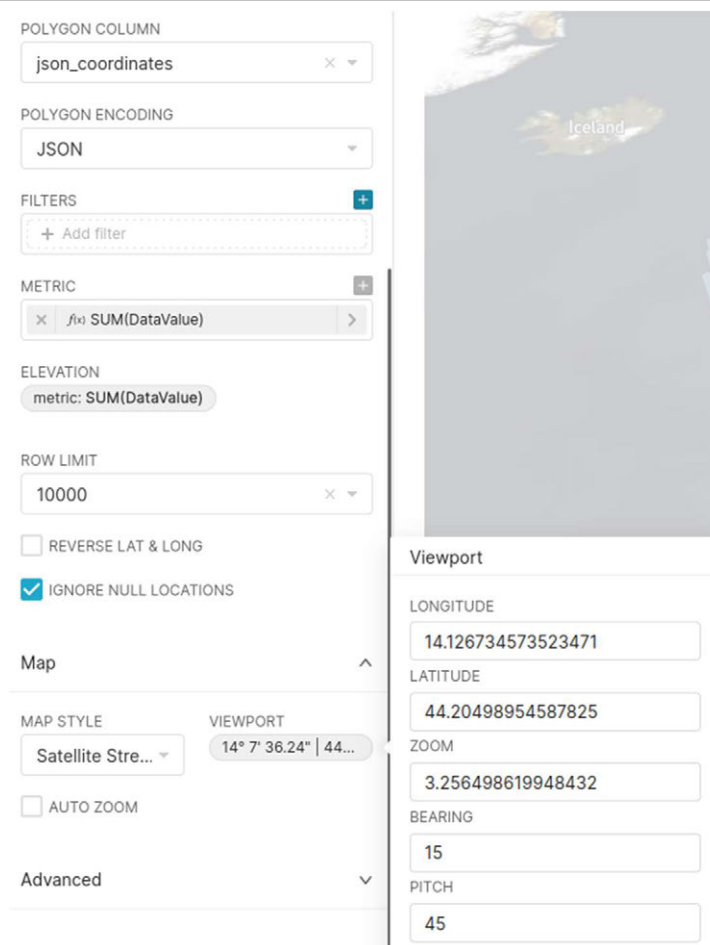 POLYGON COLUMN
json_coordinates
POLYGON ENCODING
JSON
FILTERS
+ Add filter
METRIC
f(x) SUM(DataValue)
ELEVATION
metric: SUM(DataValue)
ROW LIMIT
10000
REVERSE LAT & LONG
IGNORE NULL LOCATIONS
Map
MAP STYLE
Satellite Stre...
VIEWPORT
14° 7' 36.24" | 44...
AUTO ZOOM
Advanced
Iceland
Viewport
LONGITUDE
14.126734573523471
LATITUDE
44.20498954587825
ZOOM
3.256498619948432
BEARING
15
PITCH
45